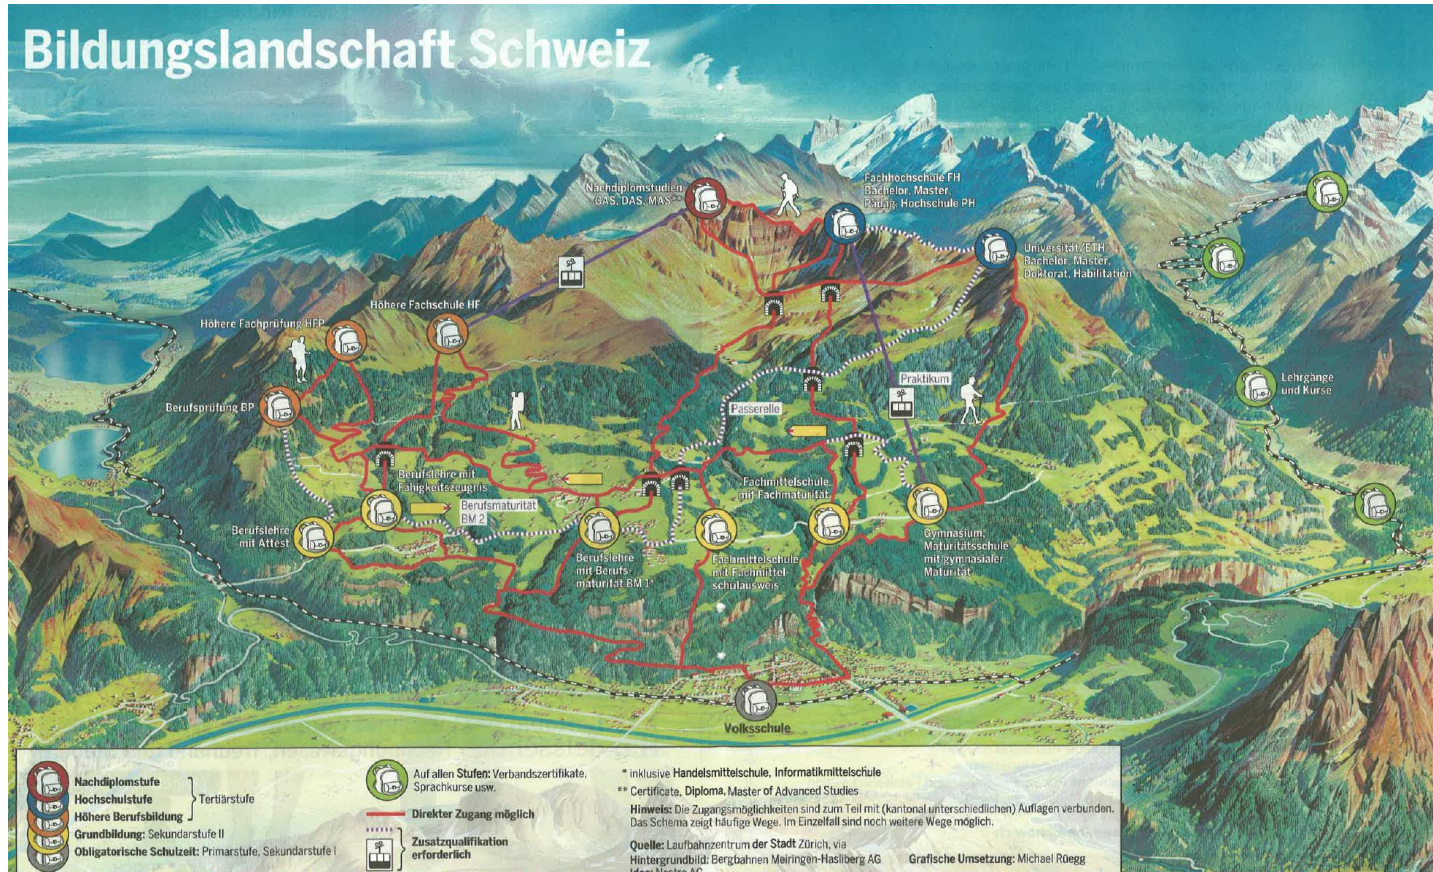 Bildungslandschaft Schweiz
Nachdiplomstudien
CAS, DAS, MAS**
Fachhochschule FH
Bachelor, Master,
Pädag. Hochschule PH
Universität/ETH
Bachelor, Master,
Doktorat, Habilitation
Höhere Fachschule HF
Höhere Fachprüfung HFP
Berufsprüfung BP
Praktikum
Lehrgänge
und Kurse
Passerelle
Berufslehre mit
Fähigkeitszeugnis
Fachmittelschule
mit Fachmaturität
Berufsmaturität
BM 2
Berufslehre
mit Attest
Berufslehre
mit Berufs-
maturität BM 1*
Fachmittelschule
mit Fachmittel-
schulausweis
Gymnasium,
Maturitätsschule
mit gymnasialer
Maturität
Volksschule
Nachdiplomstufe
Hochschulstufe
Höhere Berufsbildung
Tertiärstufe
Grundbildung: Sekundarstufe II
Obligatorische Schulzeit: Primarstufe, Sekundarstufe I
Auf allen Stufen: Verbandszertifikate,
Sprachkurse usw.
Direkter Zugang möglich
Zusatzqualifikation
erforderlich
* inklusive Handelsmittelschule, Informatikmittelschule
** Certificate, Diploma, Master of Advanced Studies
Hinweis: Die Zugangsmöglichkeiten sind zum Teil mit (kantonal unterschiedlichen) Auflagen verbunden.
Das Schema zeigt häufige Wege. Im Einzelfall sind noch weitere Wege möglich.
Quelle: Laufbahnzentrum der Stadt Zürich, via
Hintergrundbild: Bergbahnen Meiringen-Hasliberg AG
Grafische Umsetzung: Michael Rüegg